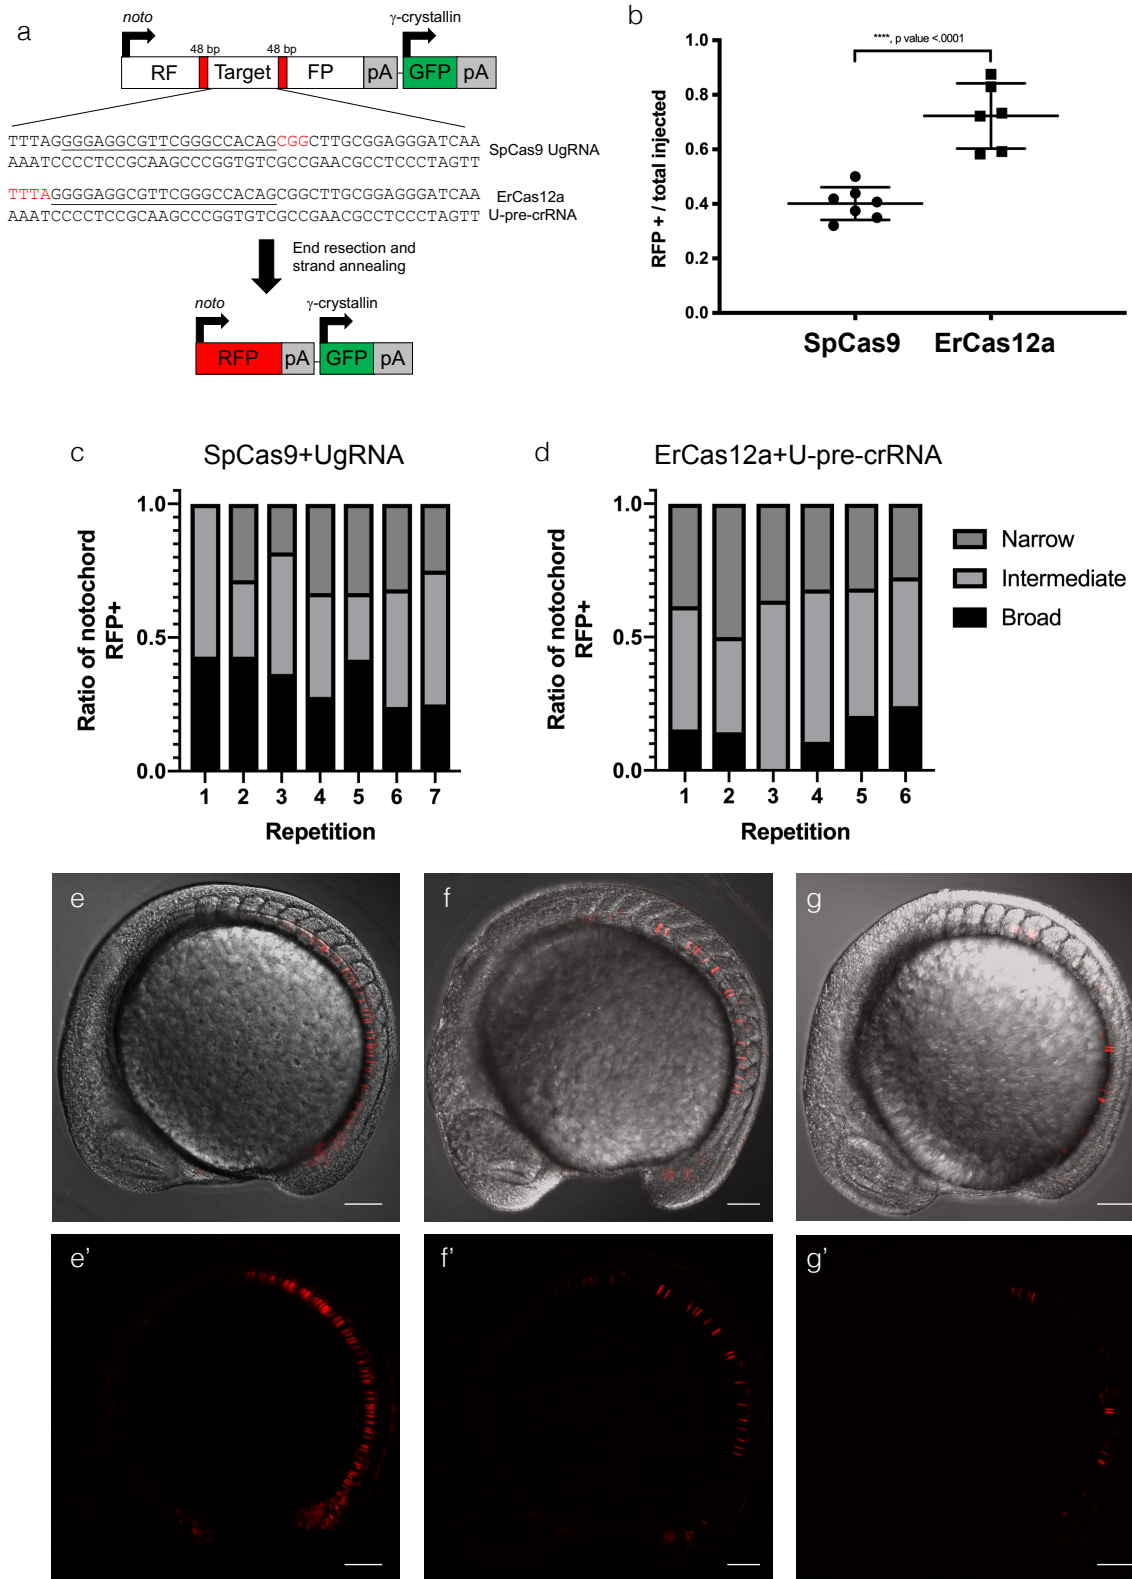 a
noto
γ-crystallin
48 bp
48 bp
RF
Target
FP
pA
GFP
pA
TTTAGGGGAGGCGTTCGGGCCACAGCGGCTTGCGGAGGGATCAA
AAATCCCCTCCGCAAGCCCGGTGTCGCCGAACGCCTCCCTAGTT
SpCas9 UgRNA
TTTAGGGGAGGCGTTCGGGCCACAGCGGCTTGCGGAGGGATCAA
AAATCCCCTCCGCAAGCCCGGTGTCGCCGAACGCCTCCCTAGTT
ErCas12a
U-pre-crRNA
End resection and
strand annealing
noto
γ-crystallin
RFP
pA
GFP
pA
b
RFP + / total injected
1.0
0.8
0.6
0.4
0.2
0.0
****, p value <.0001
SpCas9
ErCas12a
c
SpCas9+UgRNA
Ratio of notochord
RFP+
1.0
0.5
0.0
1 2 3 4 5 6 7
Repetition
d
ErCas12a+U-pre-crRNA
Ratio of notochord
RFP+
1.0
0.5
0.0
1 2 3 4 5 6
Repetition
Narrow
Intermediate
Broad
e
f
g
e'
f'
g'